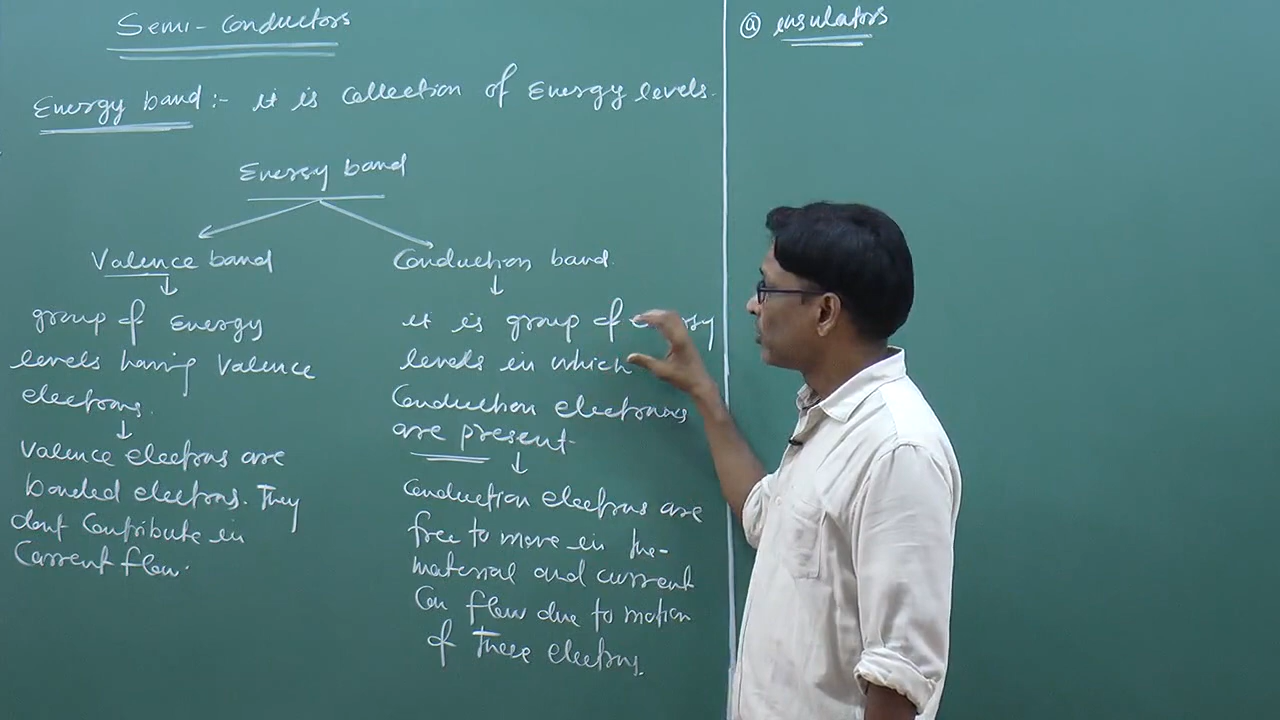 Semi-Conductors
Energy band:- it is Collection of Energy levels.
Energy band
Valence band
group of Energy
levels having Valence
electrons.
Valence electrons are
bonded electrons. They
dont Contribute in
Current flow.
Conduction band.
it is group of
levels in which
Conduction electrons
are present
Conduction electrons are
free to move in the
material and current
Can flow due to motion
of these electrons.
ⓐ insulators